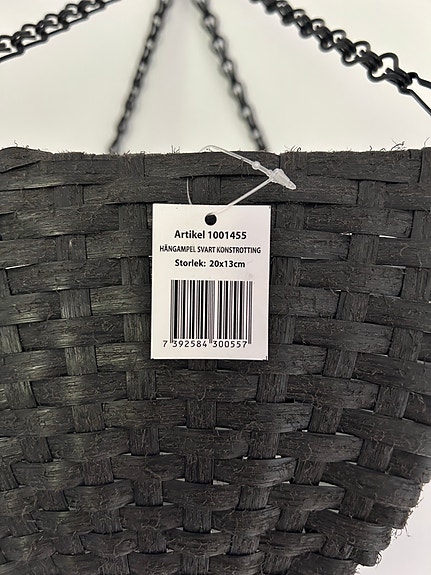 Artikel 1001455
HÄNGAMPEL SVART KONSTROTTING
Storlek: 20x13cm
7 392584 300557